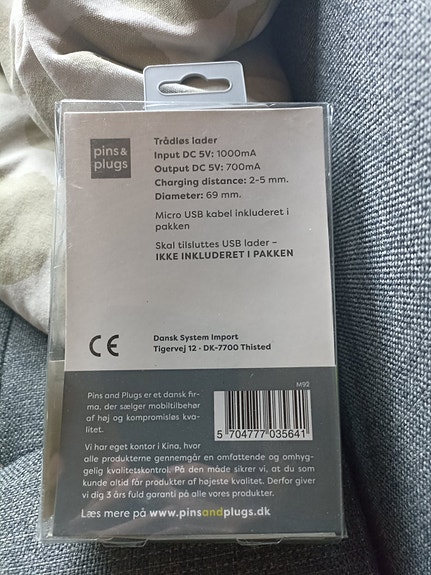 pins&
plugs
Trådløs lader
Input DC 5V: 1000mA
Output DC 5V: 700mA
Charging distance: 2-5 mm.
Diameter: 69 mm.
Micro USB kabel inkluderet i
pakken
Skal tilsluttes USB lader –
IKKE INKLUDERET I PAKKEN
CE
Dansk System Import
Tigervej 12 - DK-7700 Thisted
M92
Pins and Plugs er et dansk fir-
ma, der sælger mobiltilbehør
af høj og kompromisløs kva-
litet.
5 704777 035641
Vi har eget kontor i Kina, hvor
alle produkterne gennemgår en omfattende og omhyg-
gelig kvalitetskontrol. På den måde sikrer vi, at du som
kunde altid får produkter af højeste kvalitet. Derfor giver
vi dig 3 års fuld garanti på alle vores produkter.
Læs mere på www.pinsandplugs.dk